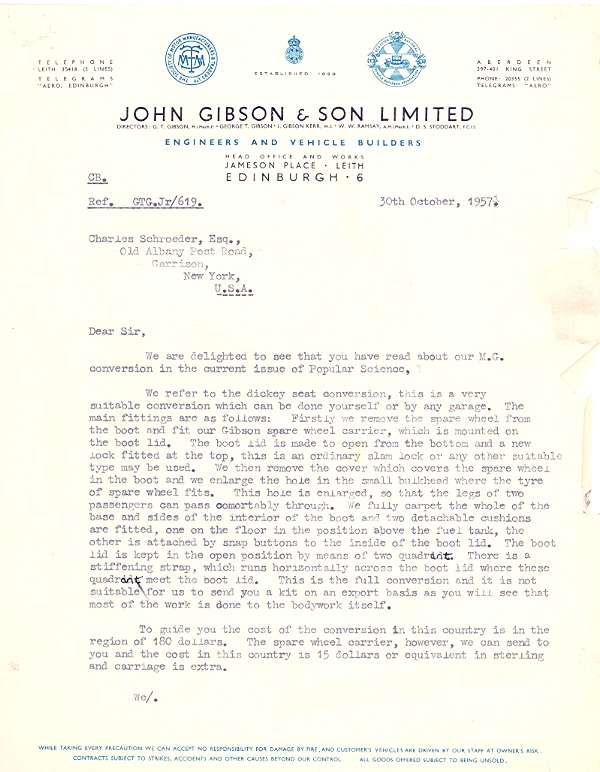 TELEPHONE
LEITH 35418 (3 LINES)
TELEGRAMS
"AERO, EDINBURGH"
ESTABLISHED
ABERDEEN
297-401 KING STREET
PHONE: 20355 (2 LINES)
TELEGRAMS "AERO"
JOHN GIBSON & SON LIMITED
DIRECTORS: G. T. GIBSON, · GEORGE T. GIBSON · J. GIBSON KERR, · W. W. RAMSAY, · D. S. STODDART,
ENGINEERS AND VEHICLE BUILDERS
HEAD OFFICE AND WORKS
JAMESON PLACE · LEITH
EDINBURGH · 6
CB.
Ref. GTG.Jr/619.
30th October, 1957.
Charles Schroeder, Esq.,
Old Albany Post Road,
Garrison,
New York,
U.S.A.
Dear Sir,
We are delighted to see that you have read about our M.G.
conversion in the current issue of Popular Science,
We refer to the dickey seat conversion, this is a very
suitable conversion which can be done yourself or by any garage. The
main fittings are as follows: Firstly we remove the spare wheel from
the boot and fit our Gibson spare wheel carrier, which is mounted on
the boot lid. The boot lid is made to open from the bottom and a new
lock fitted at the top, this is an ordinary slam lock or any other suitable
type may be used. We then remove the cover which covers the spare wheel
in the boot and we enlarge the hole in the small bulkhead where the tyre
of spare wheel fits. This hole is enlarged, so that the legs of two
passengers can pass comortably through. We fully carpet the whole of the
base and sides of the interior of the boot and two detachable cushions
are fitted, one on the floor in the position above the fuel tank, the
other is attached by snap buttons to the inside of the boot lid. The boot
lid is kept in the open position by means of two quadrant. There is a
stiffening strap, which runs horizontally across the boot lid where these
quadrant meet the boot lid. This is the full conversion and it is not
suitable for us to send you a kit on an export basis as you will see that
most of the work is done to the bodywork itself.
To guide you the cost of the conversion in this country is in the
region of 180 dollars. The spare wheel carrier, however, we can send to
you and the cost in this country is 15 dollars or equivalent in sterling
and carriage is extra.
We/.
WHILE TAKING EVERY PRECAUTION WE CAN ACCEPT NO RESPONSIBILITY FOR DAMAGE BY FIRE, AND CUSTOMER'S VEHICLES ARE DRIVEN BY OUR STAFF AT OWNER'S RISK.
CONTRACTS SUBJECT TO STRIKES, ACCIDENTS AND OTHER CAUSES BEYOND OUR CONTROL ALL GOODS OFFERED SUBJECT TO BEING UNSOLD.